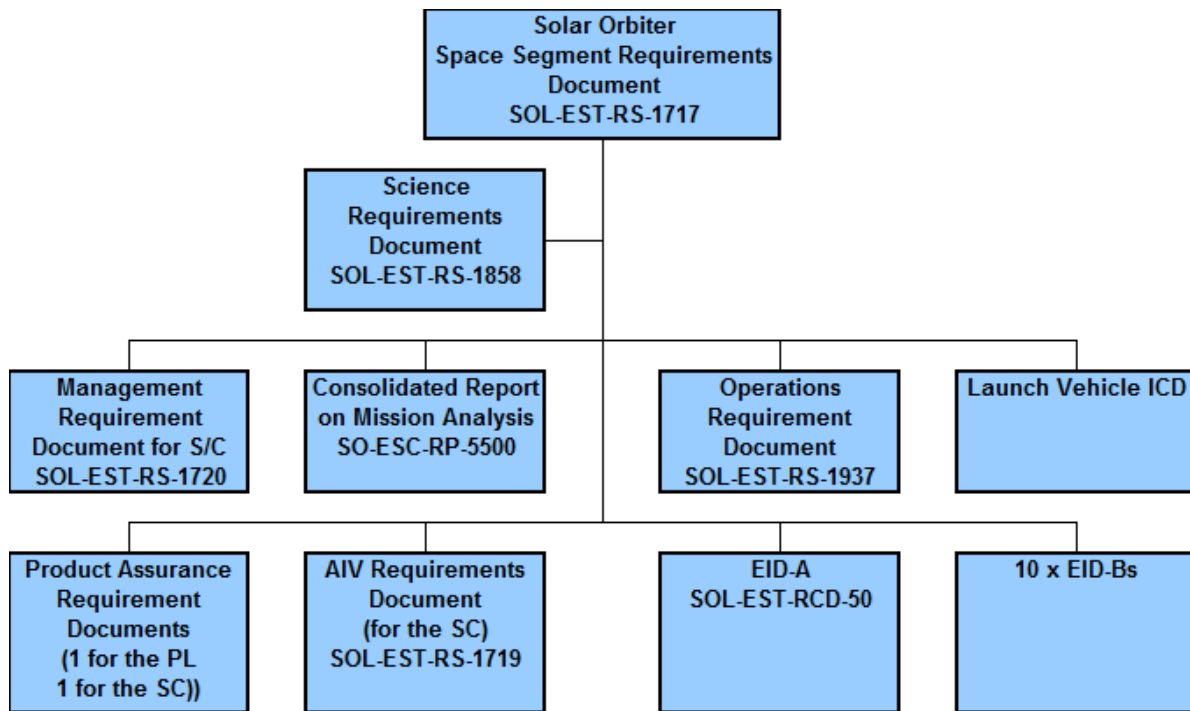 Solar Orbiter
Space Segment Requirements
Document
SOL-EST-RS-1717
Science
Requirements
Document
SOL-EST-RS-1858
Management
Requirement
Document for S/C
SOL-EST-RS-1720
Consolidated Report
on Mission Analysis
SO-ESC-RP-5500
Operations
Requirement
Document
SOL-EST-RS-1937
Launch Vehicle ICD
Product Assurance
Requirement
Documents
(1 for the PL
1 for the SC))
AIV Requirements
Document
(for the SC)
SOL-EST-RS-1719
EID-A
SOL-EST-RCD-50
10 x EID-Bs